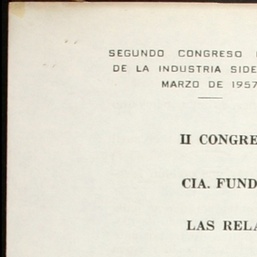 SEGUNDO CONGRESO
DE LA INDUSTRIA SIDE
MARZO DE 1957
II CONGRE
CIA. FUND
LAS RELA